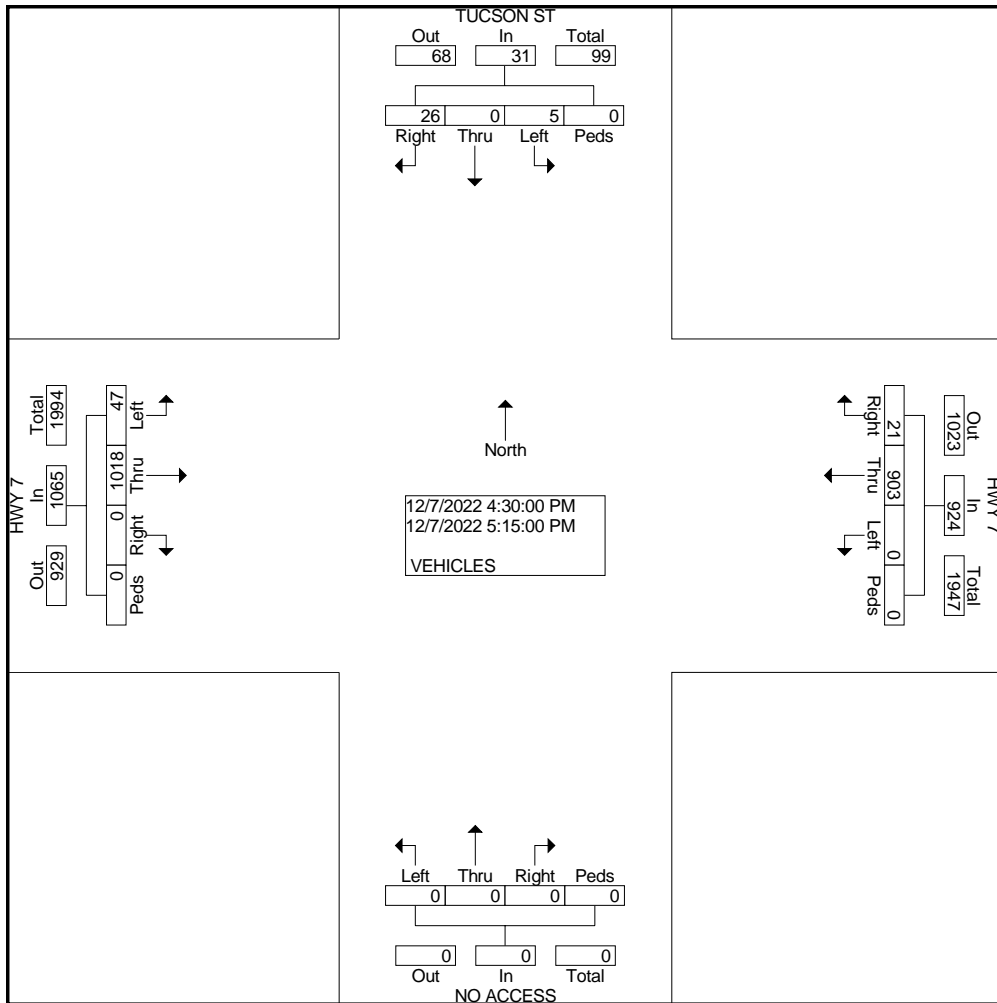 TUCSON ST
Out In Total
68 31 99
26 0 5 0
Right Thru Left Peds
HWY 7
Total In Out
1994 1065 929
47 1018 0 0
Left Thru Right Peds
North
12/7/2022 4:30:00 PM
12/7/2022 5:15:00 PM
VEHICLES
Right Thru Left Peds
21 903 0 0
Out In Total
1023 924 1947
HWY 7
Left Thru Right Peds
0 0 0 0
0 0 0
Out In Total
NO ACCESS